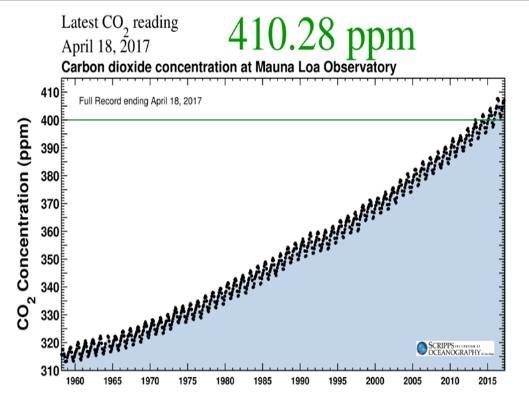 Latest CO2 reading
April 18, 2017
410.28 ppm
Carbon dioxide concentration at Mauna Loa Observatory
Full Record ending April 18, 2017
CO2 Concentration (ppm)
410
400
390
380
370
360
350
340
330
320
310
1960 1965 1970 1975 1980 1985 1990 1995 2000 2005 2010 2015
SCRIPPS INSTITUTION OF
OCEANOGRAPHY